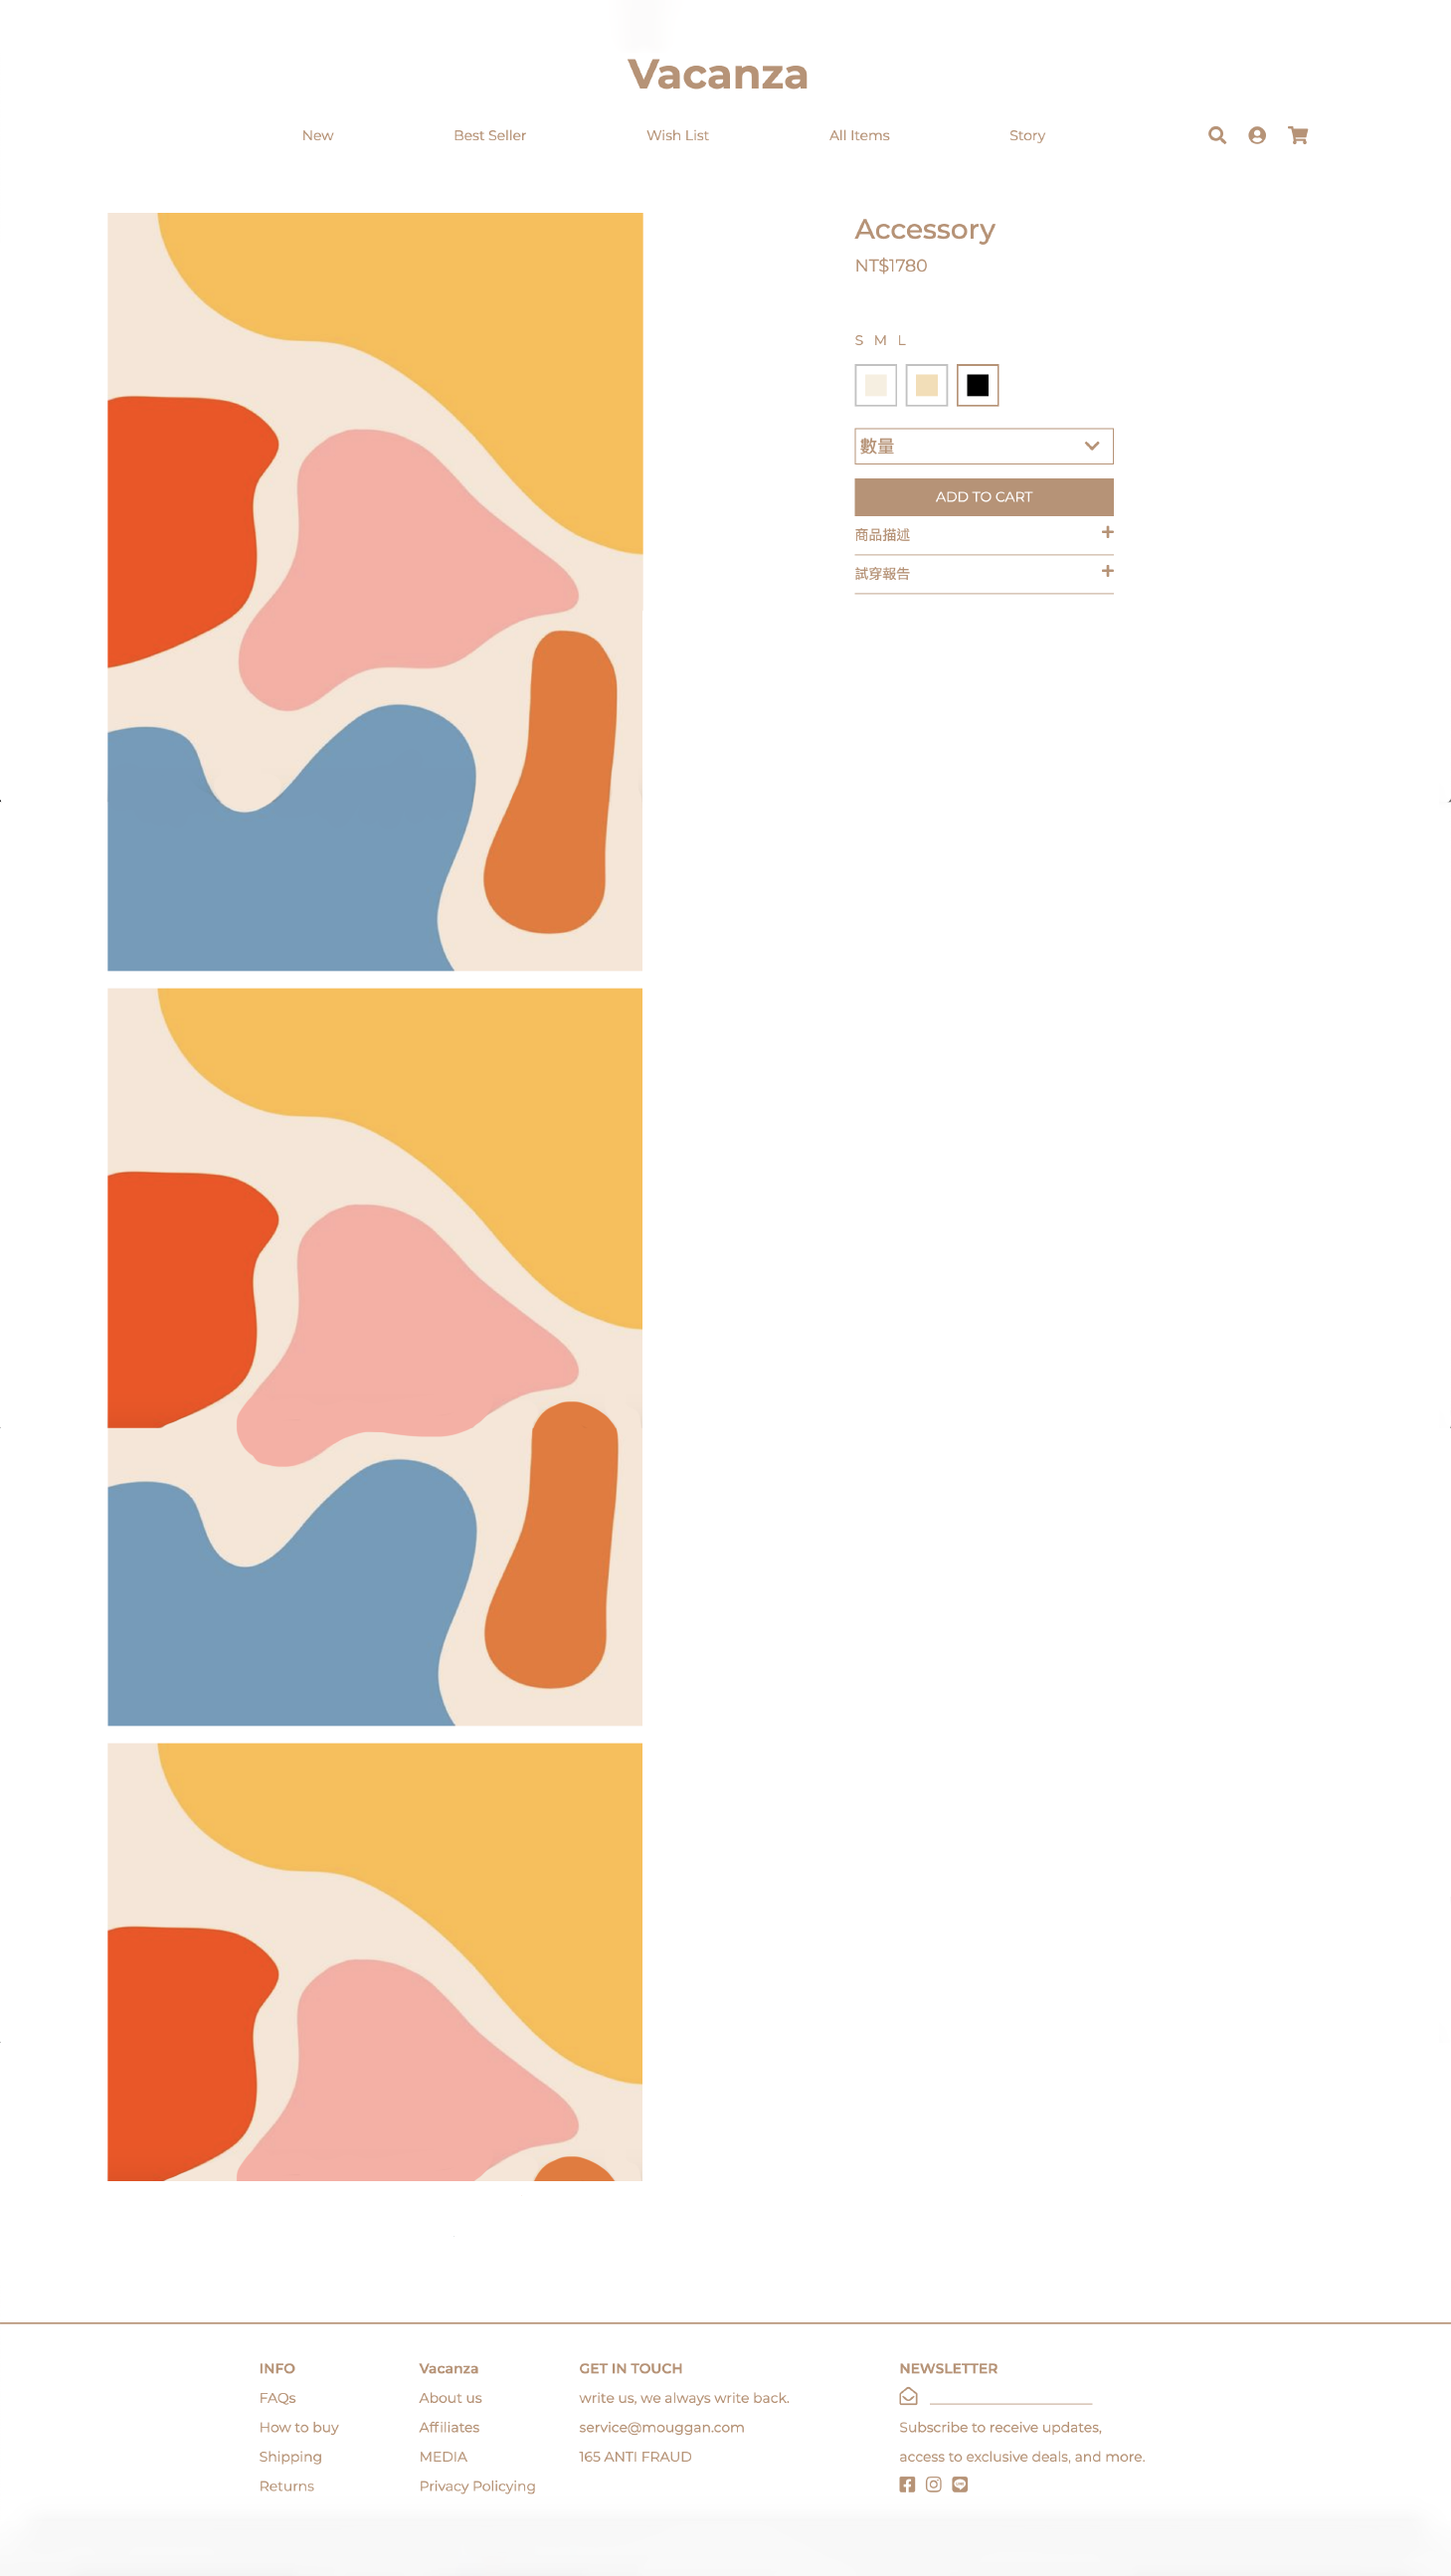 Vacanza
New Best Seller Wish List All Items Story
Accessory
NT$1780
S M L
數量
ADD TO CART
商品描述
試穿報告
INFO
FAQs
How to buy
Shipping
Returns
Vacanza
About us
Affiliates
MEDIA
Privacy Policying
GET IN TOUCH
write us, we always write back.
service@mouggan.com
165 ANTI FRAUD
NEWSLETTER
Subscribe to receive updates,
access to exclusive deals, and more.